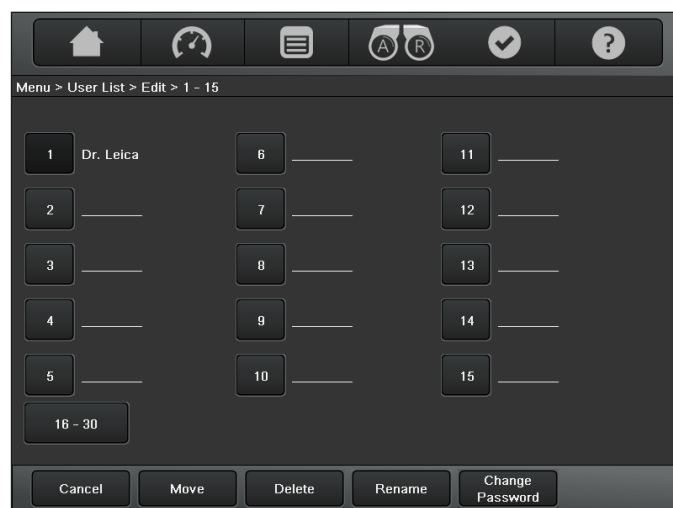 A R ?
Menu > User List > Edit > 1 - 15
1 Dr. Leica 6 11
2 7 12
3 8 13
4 9 14
5 10 15
16 - 30
Cancel Move Delete Rename Change
Password